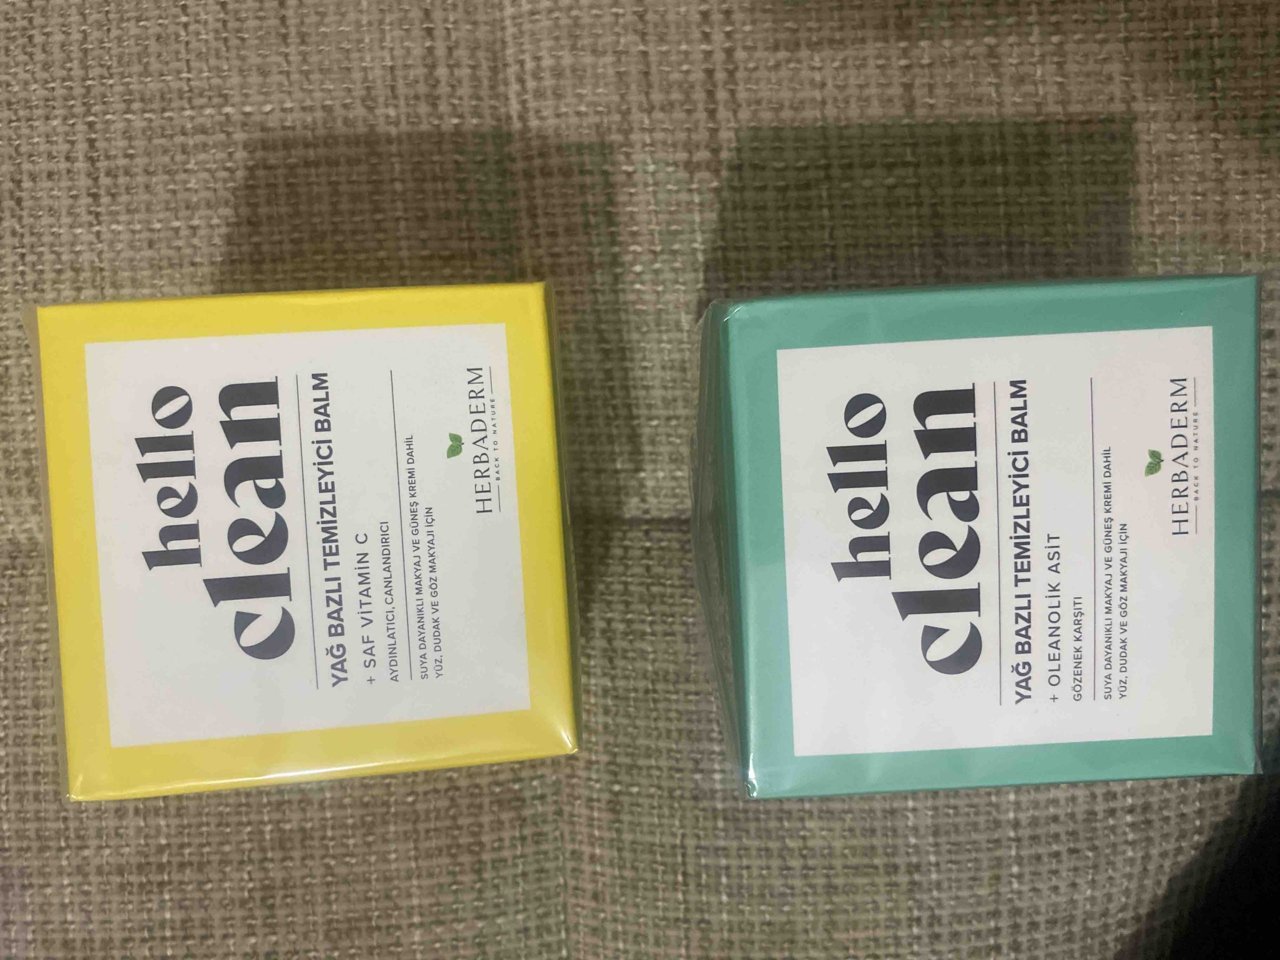 hello
clean
YAĞ BAZLI TEMİZLEYİCİ BALM
+ SAF VİTAMİN C
AYDINLATICI, CANLANDIRICI
SUYA DAYANIKLI MAKYAJ VE GÜNEŞ KREMİ DAHİL
YÜZ, DUDAK VE GÖZ MAKYAJI İÇİN
HERBADERM
BACK TO NATURE
hello
clean
YAĞ BAZLI TEMİZLEYİCİ BALM
+ OLEANOLİK ASİT
GÖZENEK KARŞITI
SUYA DAYANIKLI MAKYAJ VE GÜNEŞ KREMİ DAHİL
YÜZ, DUDAK VE GÖZ MAKYAJI İÇİN
HERBADERM
BACK TO NATURE